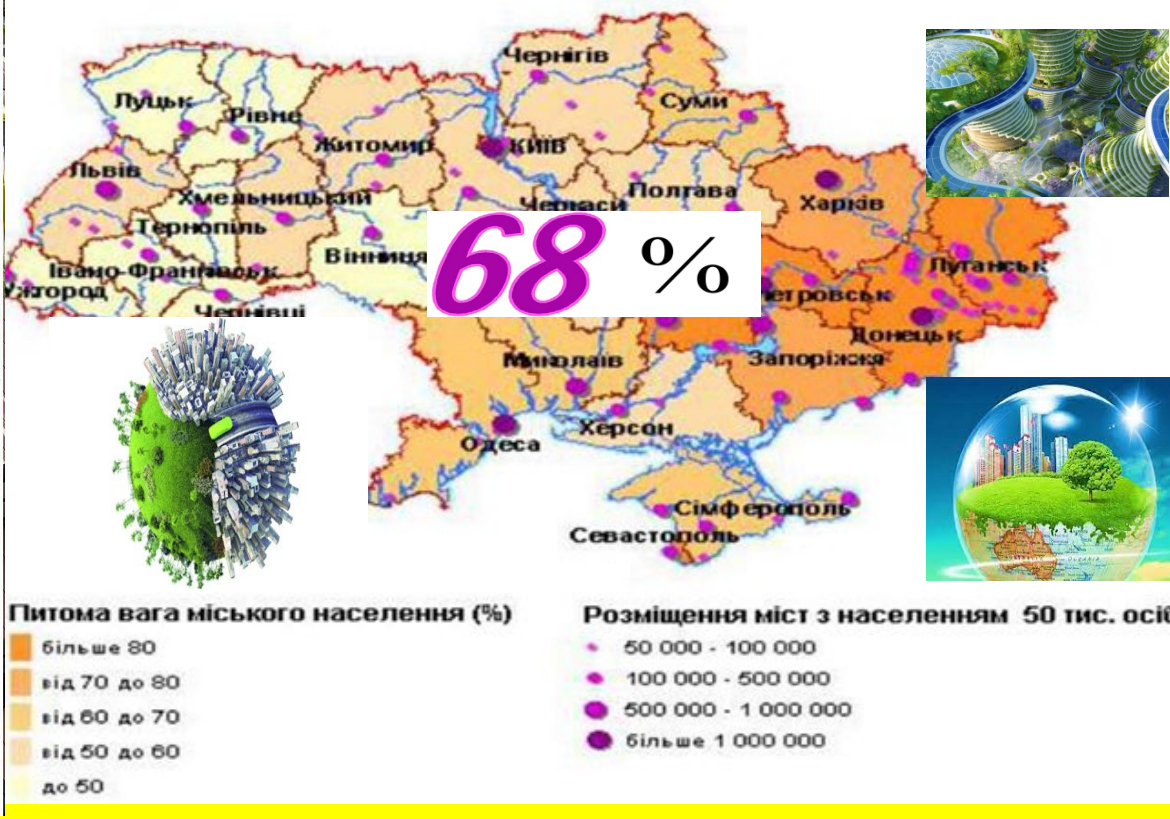 Чернігів
Луцьк
Суми
Рівне
Житомир
КИЇВ
Львів
Полтава
Хмельницький
Черкаси
Харків
Тернопіль
Вінниця
68 %
Івано-Франківськ
Луганськ
Ужгород
етровськ
Чернівці
Донецьк
Миколаїв
Запоріжжя
Херсон
Одеса
Сімферополь
Севастополь
Питома вага міського населення (%)
більше 80
від 70 до 80
від 60 до 70
від 50 до 60
до 50
Розміщення міст з населенням 50 тис. осіб
50 000 - 100 000
100 000 - 500 000
500 000 - 1 000 000
більше 1 000 000